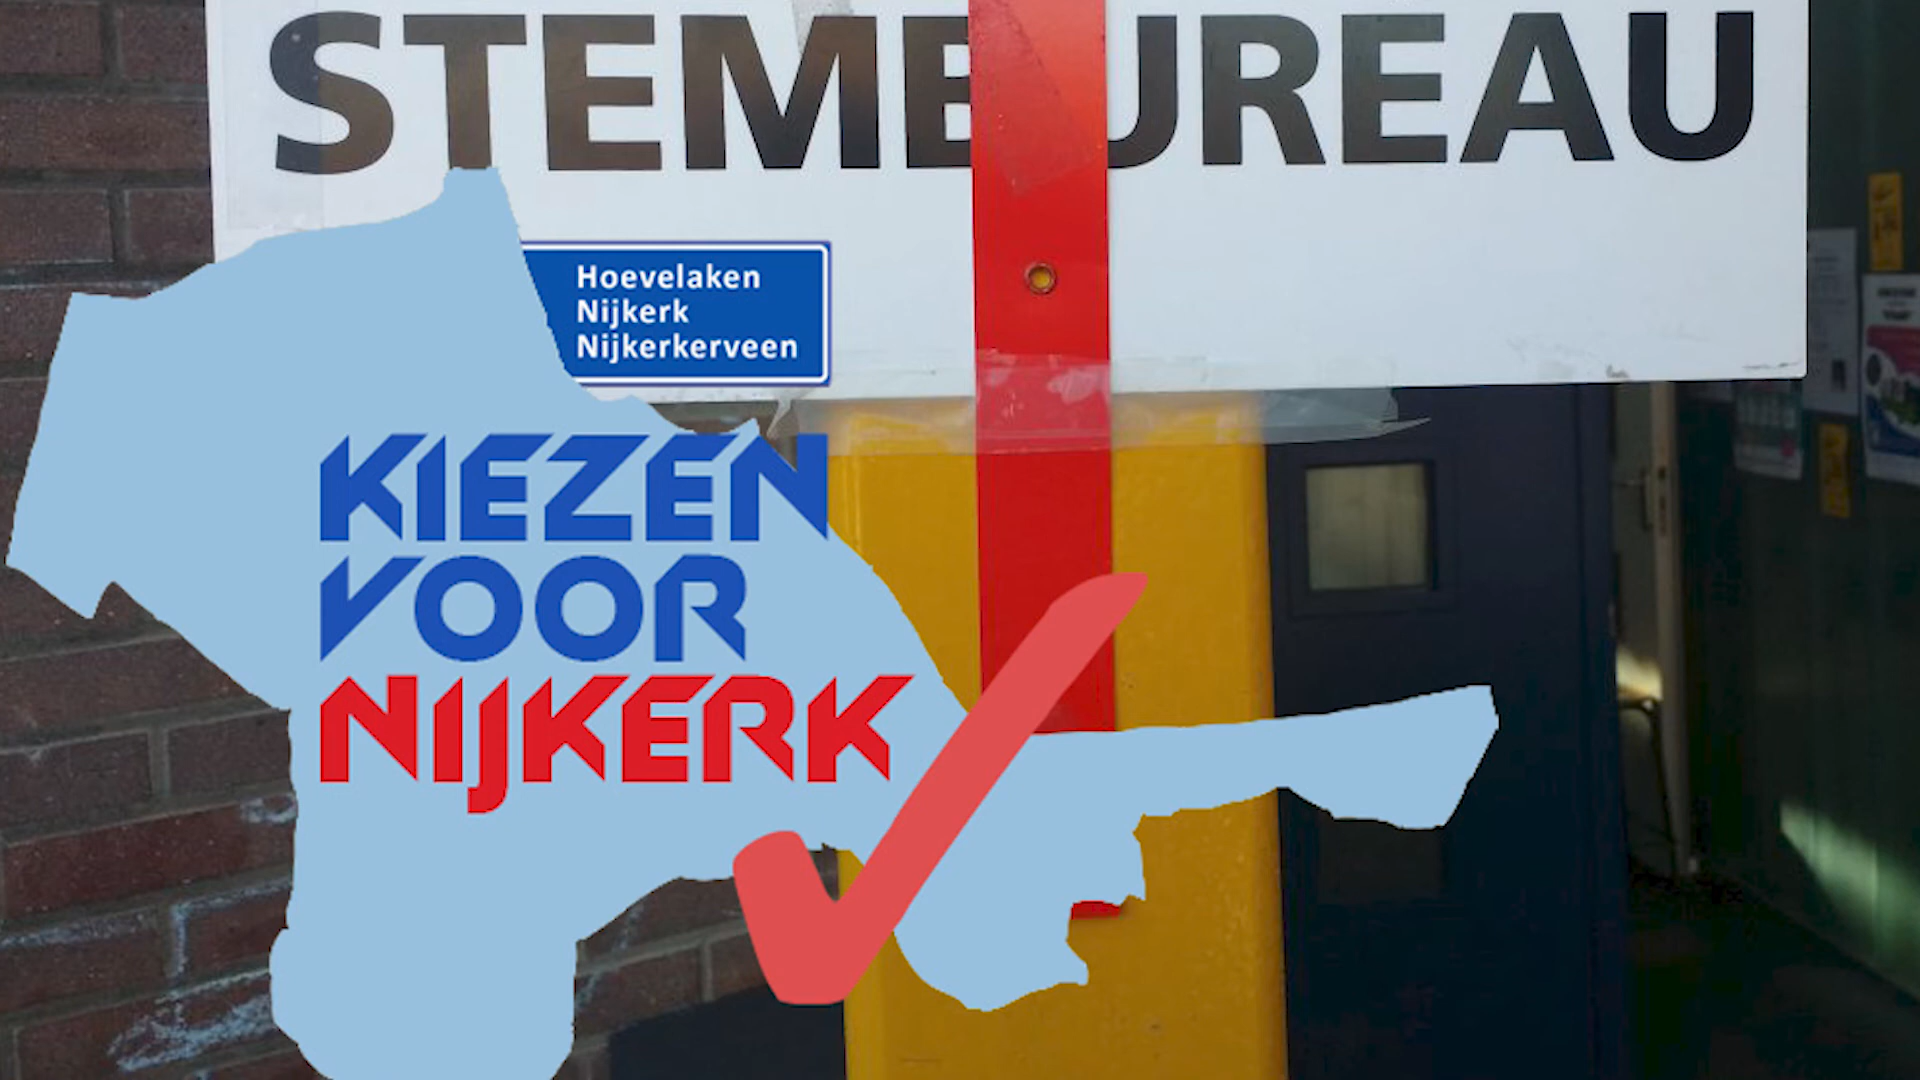 STEMBUREAU
Hoevelaken
Nijkerk
Nijkerkerveen
KIEZEN
VOOR
NIJKERK